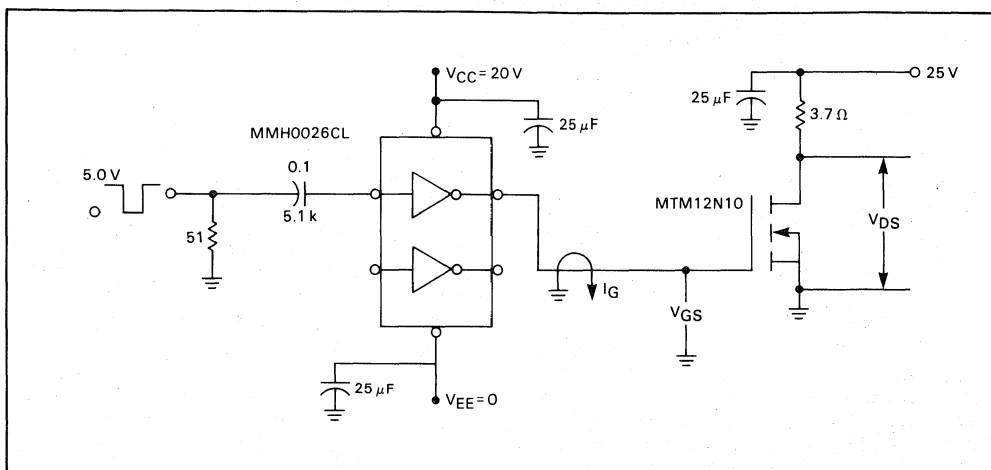 VCC = 20 V
25 V
25 μF
3.7 Ω
25 μF
MMH0026CL
0.1
5.1 k
5.0 V
51
MTM12N10
VDS
IG
VGS
25 μF
VEE = 0